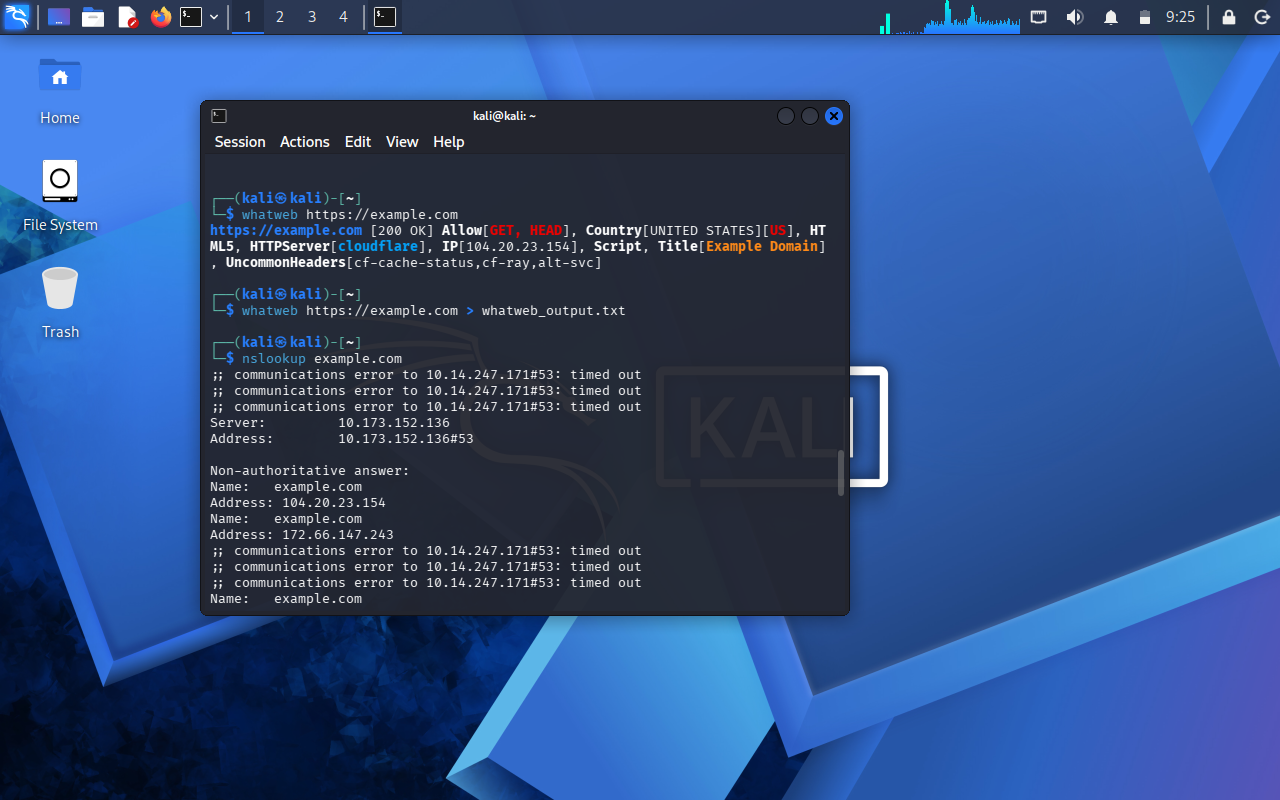 1 2 3 4 9:25
Home
File System
Trash
kali@kali: ~
Session Actions Edit View Help
┌──(kali㉿kali)-[~]
└─$ whatweb https://example.com
https://example.com [200 OK] Allow[GET, HEAD], Country[UNITED STATES][US], HT
ML5, HTTPServer[cloudflare], IP[104.20.23.154], Script, Title[Example Domain]
, UncommonHeaders[cf-cache-status,cf-ray,alt-svc]
┌──(kali㉿kali)-[~]
└─$ whatweb https://example.com > whatweb_output.txt
┌──(kali㉿kali)-[~]
└─$ nslookup example.com
;; communications error to 10.14.247.171#53: timed out
;; communications error to 10.14.247.171#53: timed out
;; communications error to 10.14.247.171#53: timed out
Server: 10.173.152.136
Address: 10.173.152.136#53
Non-authoritative answer:
Name: example.com
Address: 104.20.23.154
Name: example.com
Address: 172.66.147.243
;; communications error to 10.14.247.171#53: timed out
;; communications error to 10.14.247.171#53: timed out
;; communications error to 10.14.247.171#53: timed out
Name: example.com
KALI